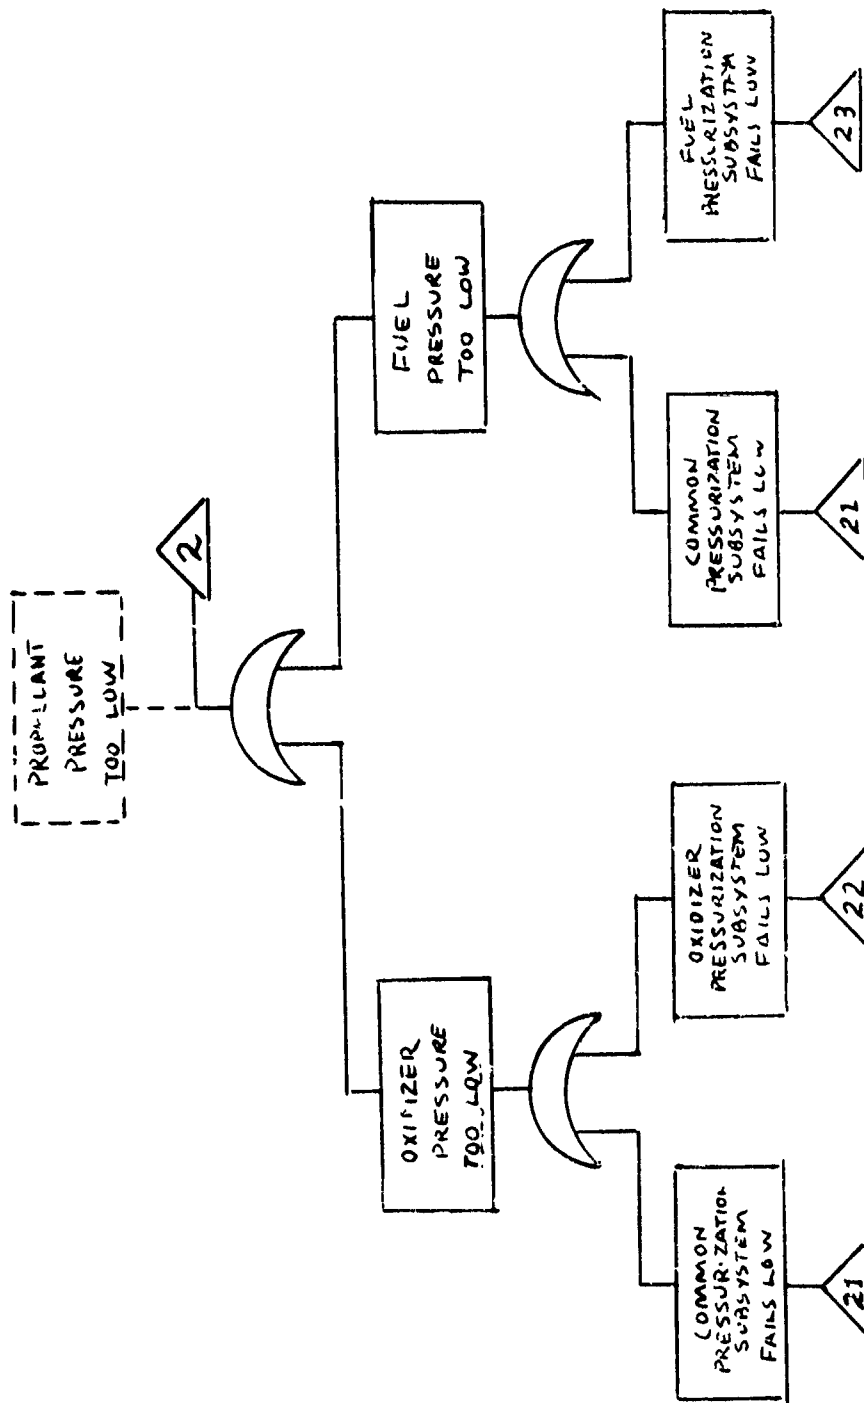 PROPELLANT
PRESSURE
TOO LOW
2
OXIDIZER
PRESSURE
TOO LOW
FUEL
PRESSURE
TOO LOW
COMMON
PRESSURIZATION
SUBSYSTEM
FAILS LOW
21
OXIDIZER
PRESSURIZATION
SUBSYSTEM
FAILS LOW
22
COMMON
PRESSURIZATION
SUBSYSTEM
FAILS LOW
21
FUEL
PRESSURIZATION
SUBSYSTEM
FAILS LOW
23